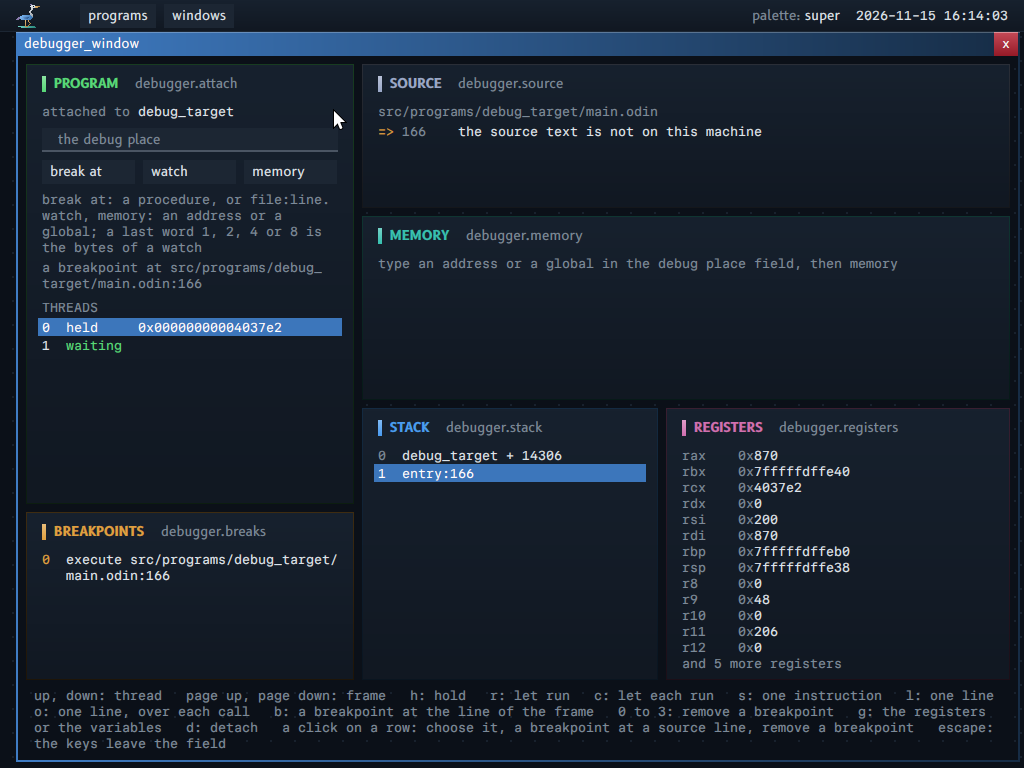 programs windows palette: super 2026-11-15 16:14:03
debugger_window x
PROGRAM debugger.attach
attached to debug_target
the debug place
break at watch memory
break at: a procedure, or file:line.
watch, memory: an address or a
global; a last word 1, 2, 4 or 8 is
the bytes of a watch
a breakpoint at src/programs/debug_
target/main.odin:166
THREADS
0 held 0x00000000004037e2
1 waiting
BREAKPOINTS debugger.breaks
0 execute src/programs/debug_target/
main.odin:166
SOURCE debugger.source
src/programs/debug_target/main.odin
=> 166 the source text is not on this machine
MEMORY debugger.memory
type an address or a global in the debug place field, then memory
STACK debugger.stack
0 debug_target + 14306
1 entry:166
REGISTERS debugger.registers
rax 0x870
rbx 0x7fffffdffe40
rcx 0x4037e2
rdx 0x0
rsi 0x200
rdi 0x870
rbp 0x7fffffdffeb0
rsp 0x7fffffdffe38
r8 0x0
r9 0x48
r10 0x0
r11 0x206
r12 0x0
and 5 more registers
up, down: thread page up, page down: frame h: hold r: let run c: let each run s: one instruction l: one line
o: one line, over each call b: a breakpoint at the line of the frame 0 to 3: remove a breakpoint g: the registers
or the variables d: detach a click on a row: choose it, a breakpoint at a source line, remove a breakpoint escape:
the keys leave the field